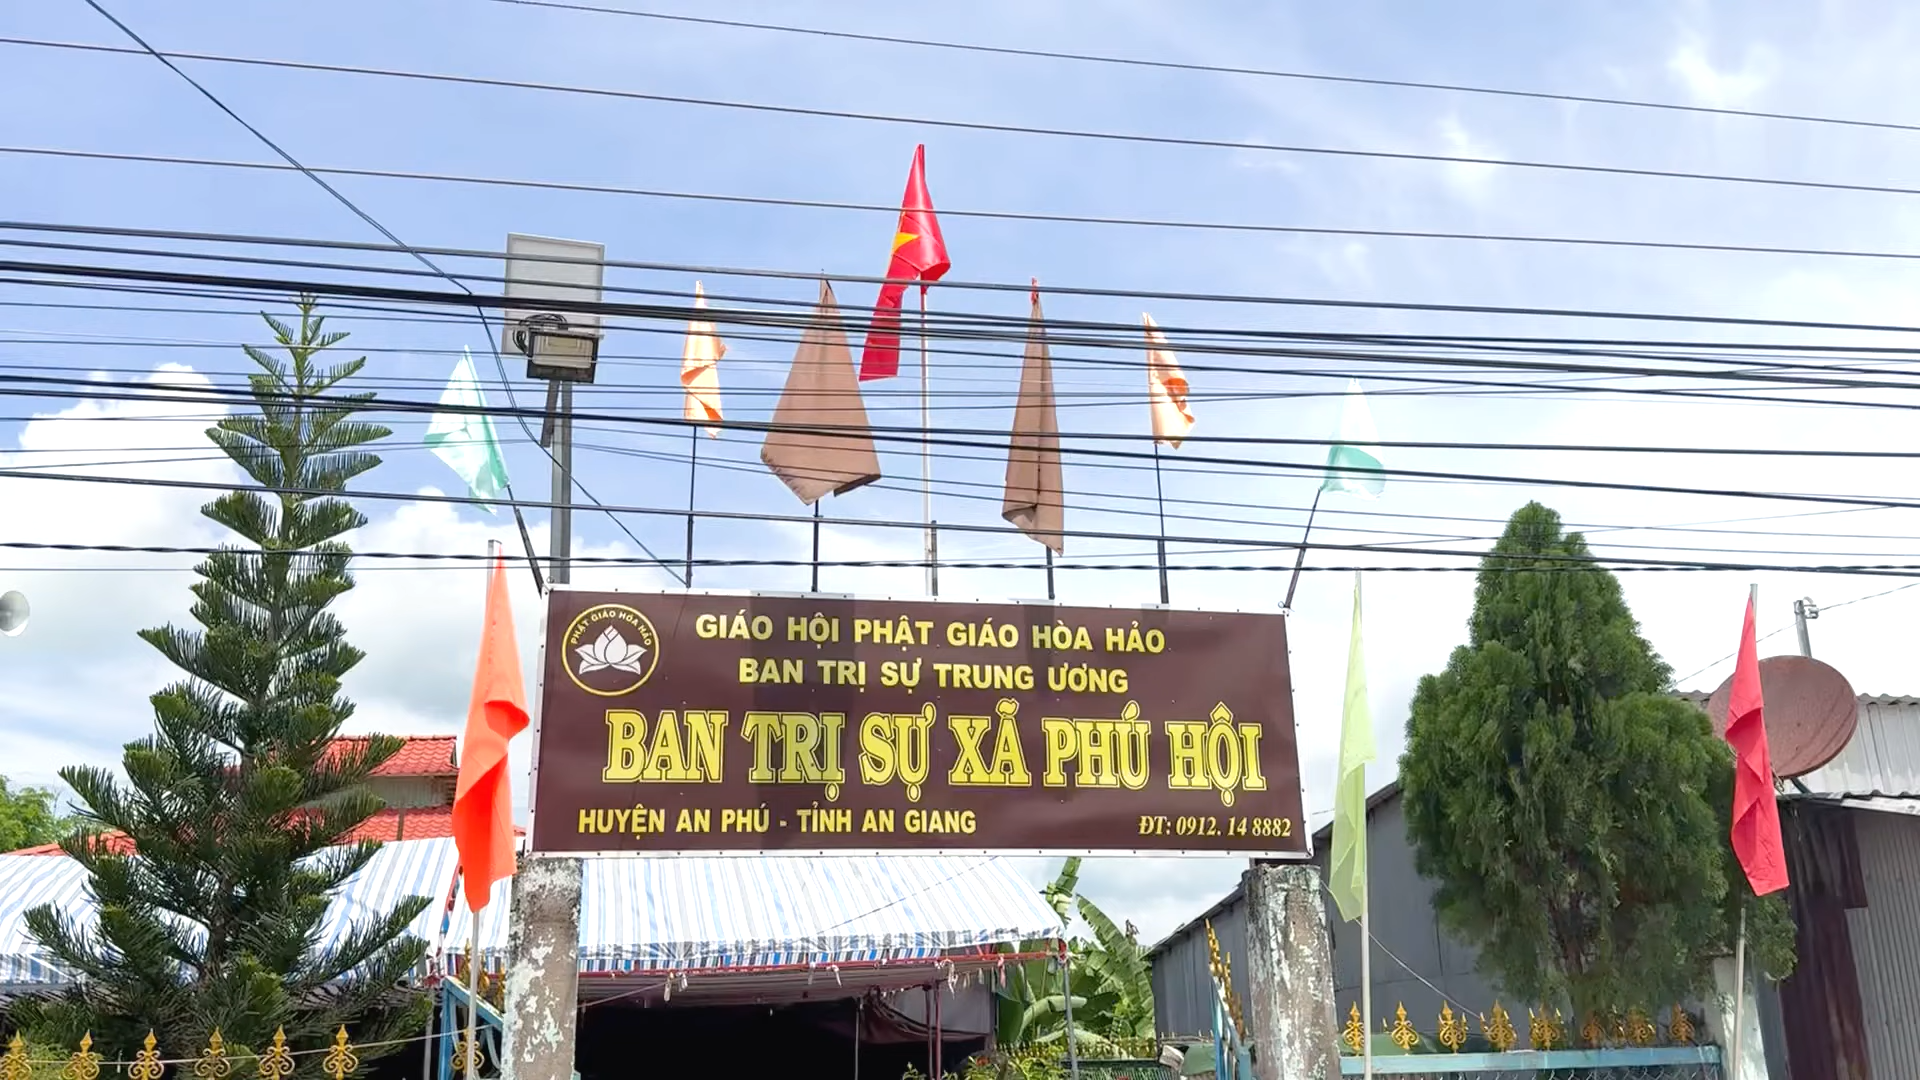 PHẬT GIÁO HÒA HẢO
GIÁO HỘI PHẬT GIÁO HÒA HẢO
BAN TRỊ SỰ TRUNG ƯƠNG
BAN TRỊ SỰ XÃ PHÚ HỘI
HUYỆN AN PHÚ - TỈNH AN GIANG
ĐT: 0912. 14 8882